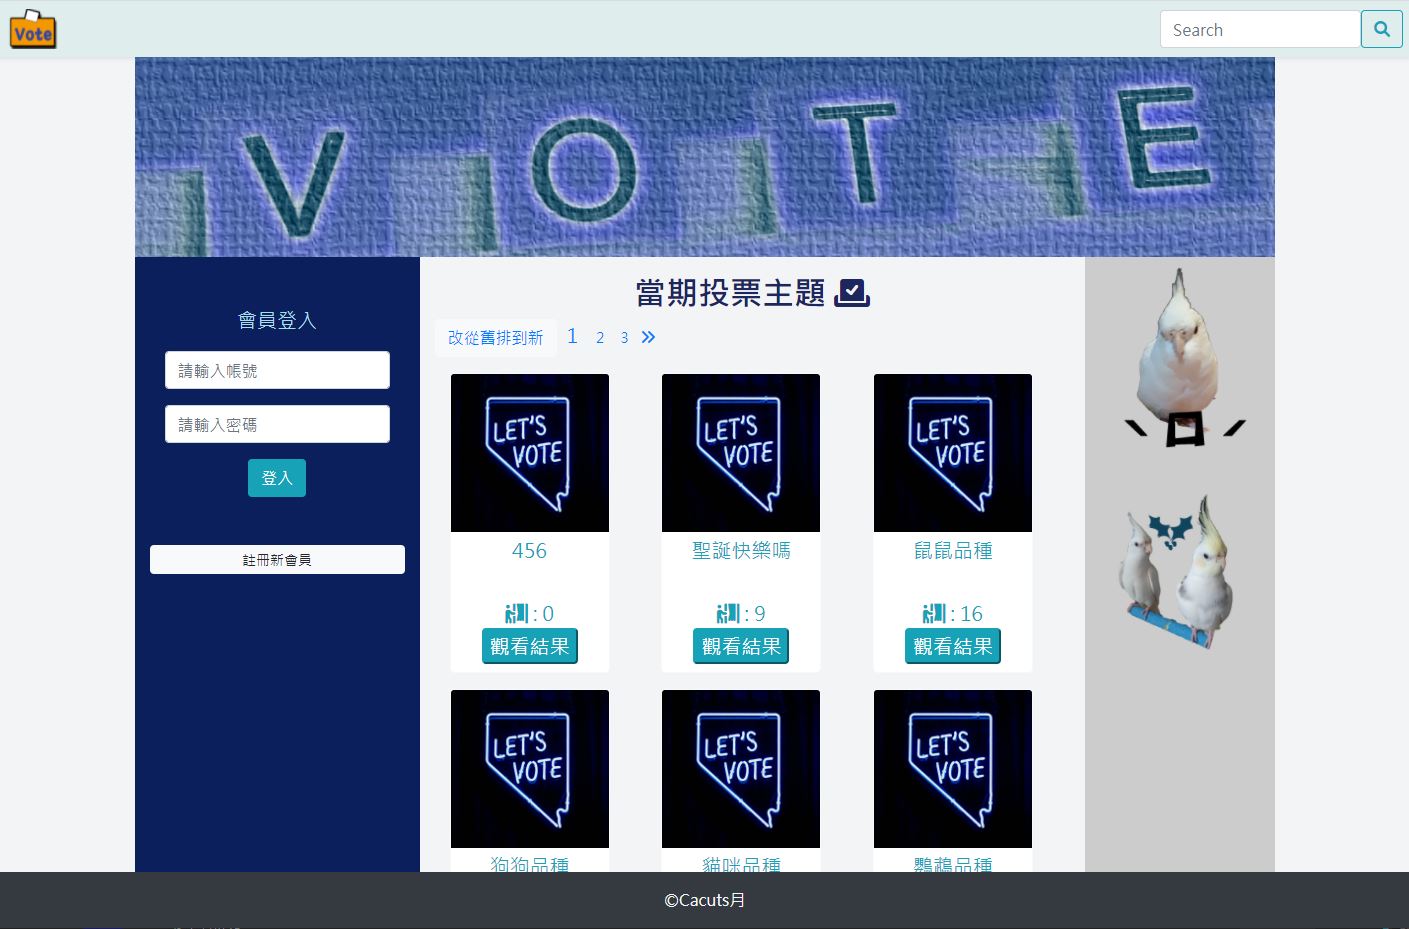 Vote
Search
V O T E
會員登入
請輸入帳號
請輸入密碼
登入
註冊新會員
當期投票主題
改從舊排到新 1 2 3 »
LET'S VOTE
LET'S VOTE
LET'S VOTE
456
聖誕快樂嗎
鼠鼠品種
: 0
: 9
: 16
觀看結果
觀看結果
觀看結果
LET'S VOTE
LET'S VOTE
LET'S VOTE
狗狗品種
貓咪品種
鸚鵡品種
©Cacuts月